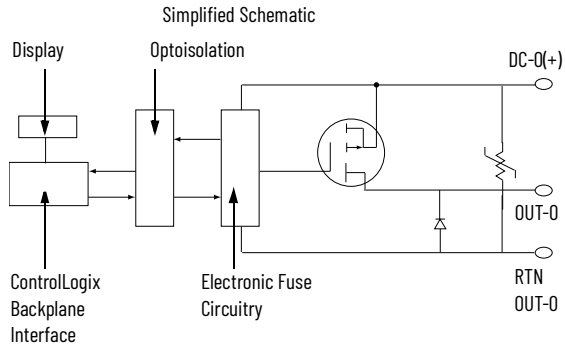 Simplified Schematic
Display
Optoisolation
DC-0(+)
OUT-0
ControlLogix
Backplane
Interface
Electronic Fuse
Circuitry
RTN
OUT-0